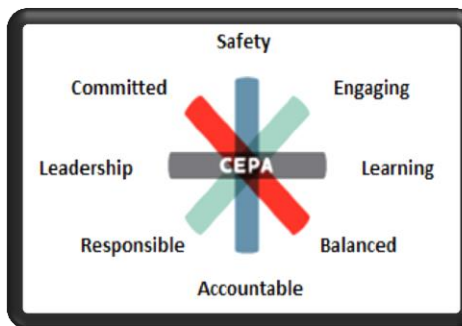 Safety
Committed
Engaging
Leadership
CEPA
Learning
Responsible
Balanced
Accountable